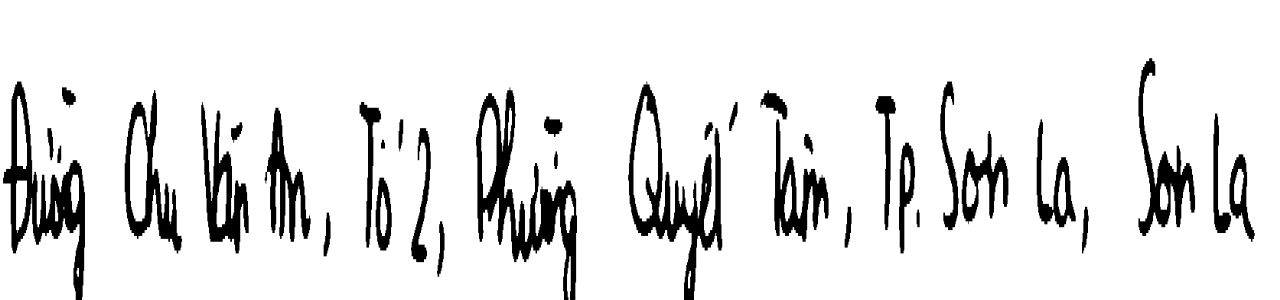 Đường Chu Văn An, Tổ 2, Phường Quyết Tâm, Tp. Sơn La, Sơn La